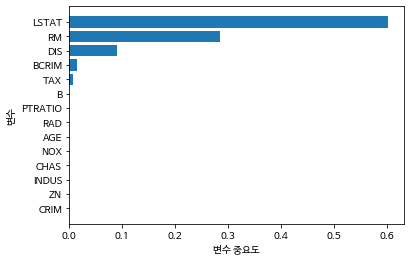 LSTAT
RM
DIS
BCRIM
TAX
B
PTRATIO
RAD
AGE
NOX
CHAS
INDUS
ZN
CRIM
변수
0.0 0.1 0.2 0.3 0.4 0.5 0.6
변수 중요도